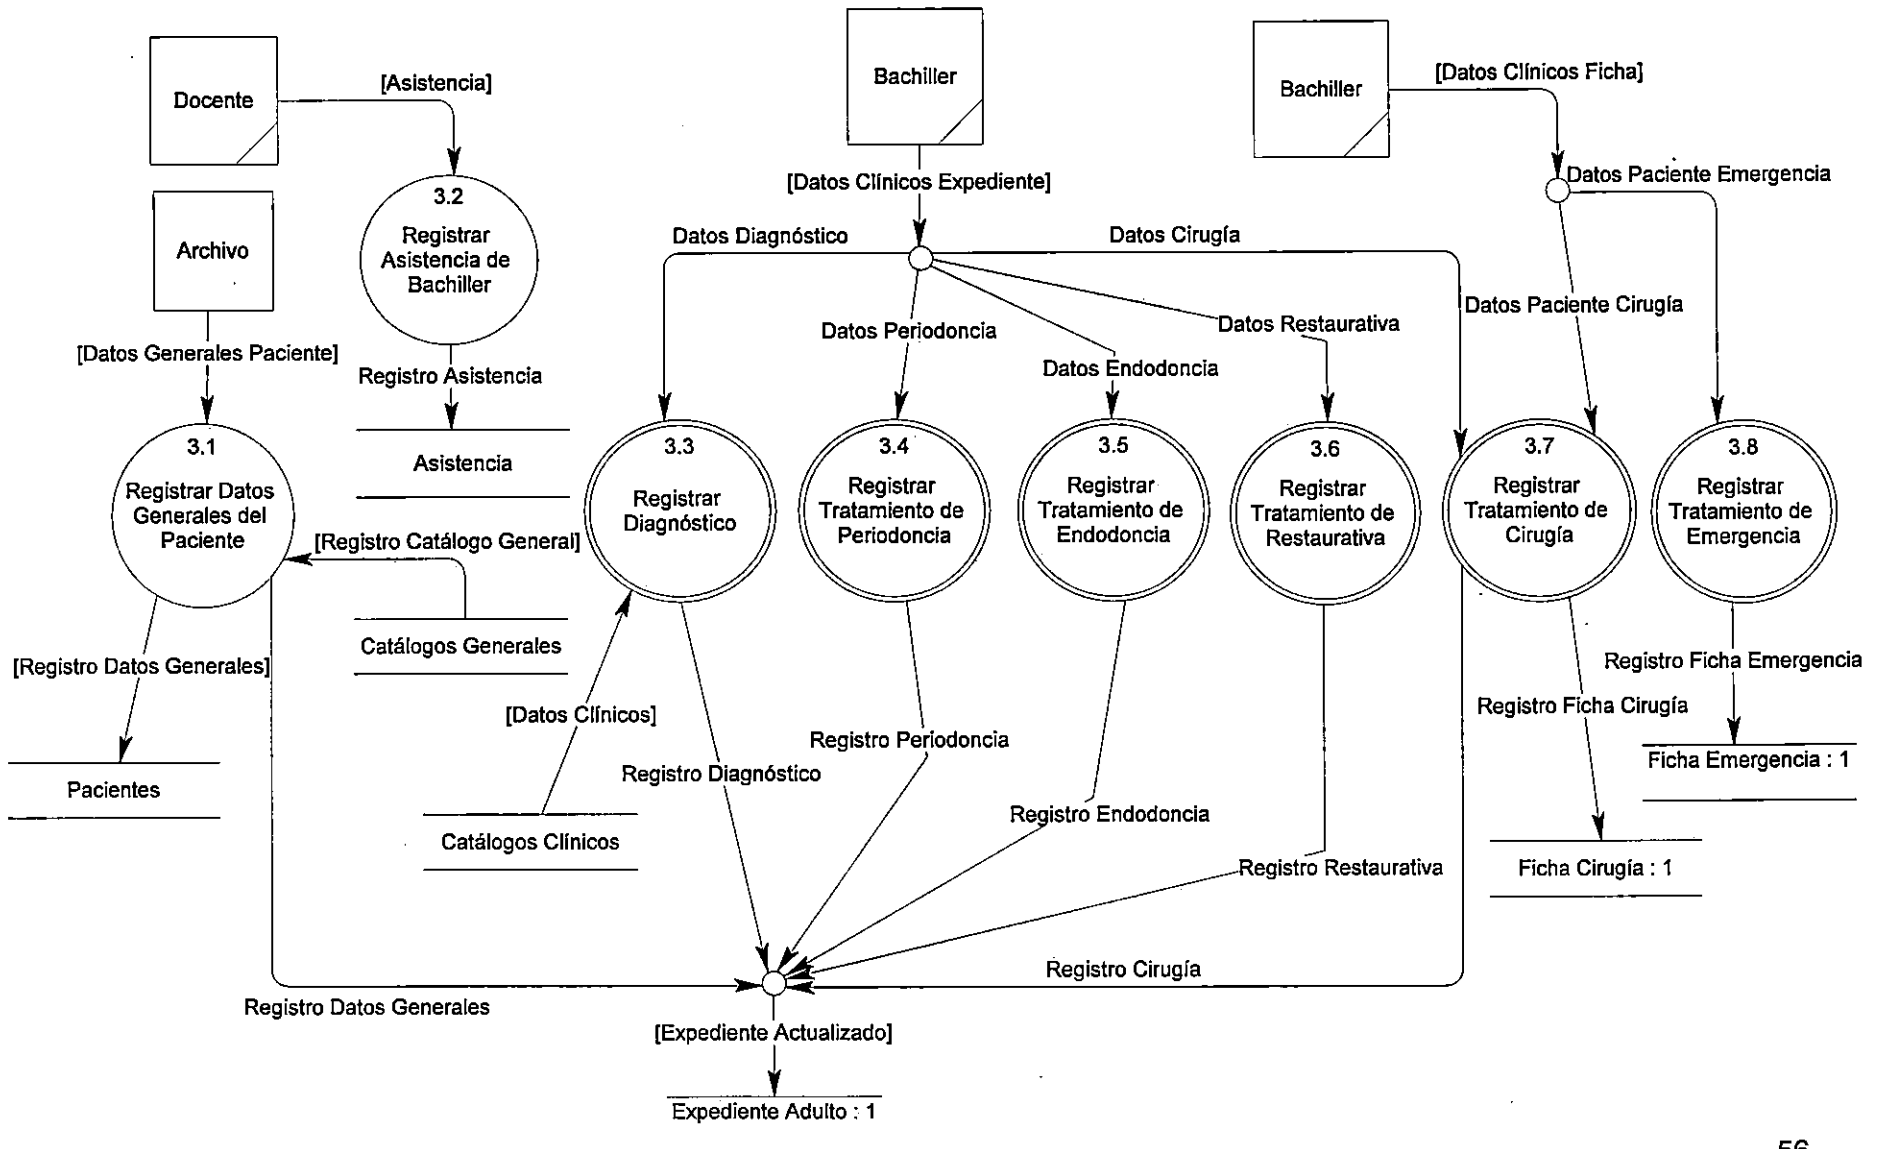 Docente
[Asistencia]
Bachiller
Bachiller
[Datos Clínicos Ficha]
3.2
Registrar
Asistencia de
Bachiller
Archivo
[Datos Clínicos Expediente]
Datos Paciente Emergencia
Datos Diagnóstico
Datos Cirugía
Datos Periodoncia
Datos Endodoncia
Datos Restaurativa
Datos Paciente Cirugía
[Datos Generales Paciente]
Registro Asistencia
Asistencia
3.1
Registrar Datos
Generales del
Paciente
3.3
Registrar
Diagnóstico
3.4
Registrar
Tratamiento de
Periodoncia
3.5
Registrar
Tratamiento de
Endodoncia
3.6
Registrar
Tratamiento de
Restaurativa
3.7
Registrar
Tratamiento de
Cirugía
3.8
Registrar
Tratamiento de
Emergencia
[Registro Catálogo General]
Catálogos Generales
[Registro Datos Generales]
Pacientes
[Datos Clínicos]
Catálogos Clínicos
Registro Diagnóstico
Registro Periodoncia
Registro Endodoncia
Registro Restaurativa
Registro Ficha Emergencia
Registro Ficha Cirugía
Ficha Emergencia : 1
Ficha Cirugía : 1
Registro Cirugía
Registro Datos Generales
[Expediente Actualizado]
Expediente Adulto : 1